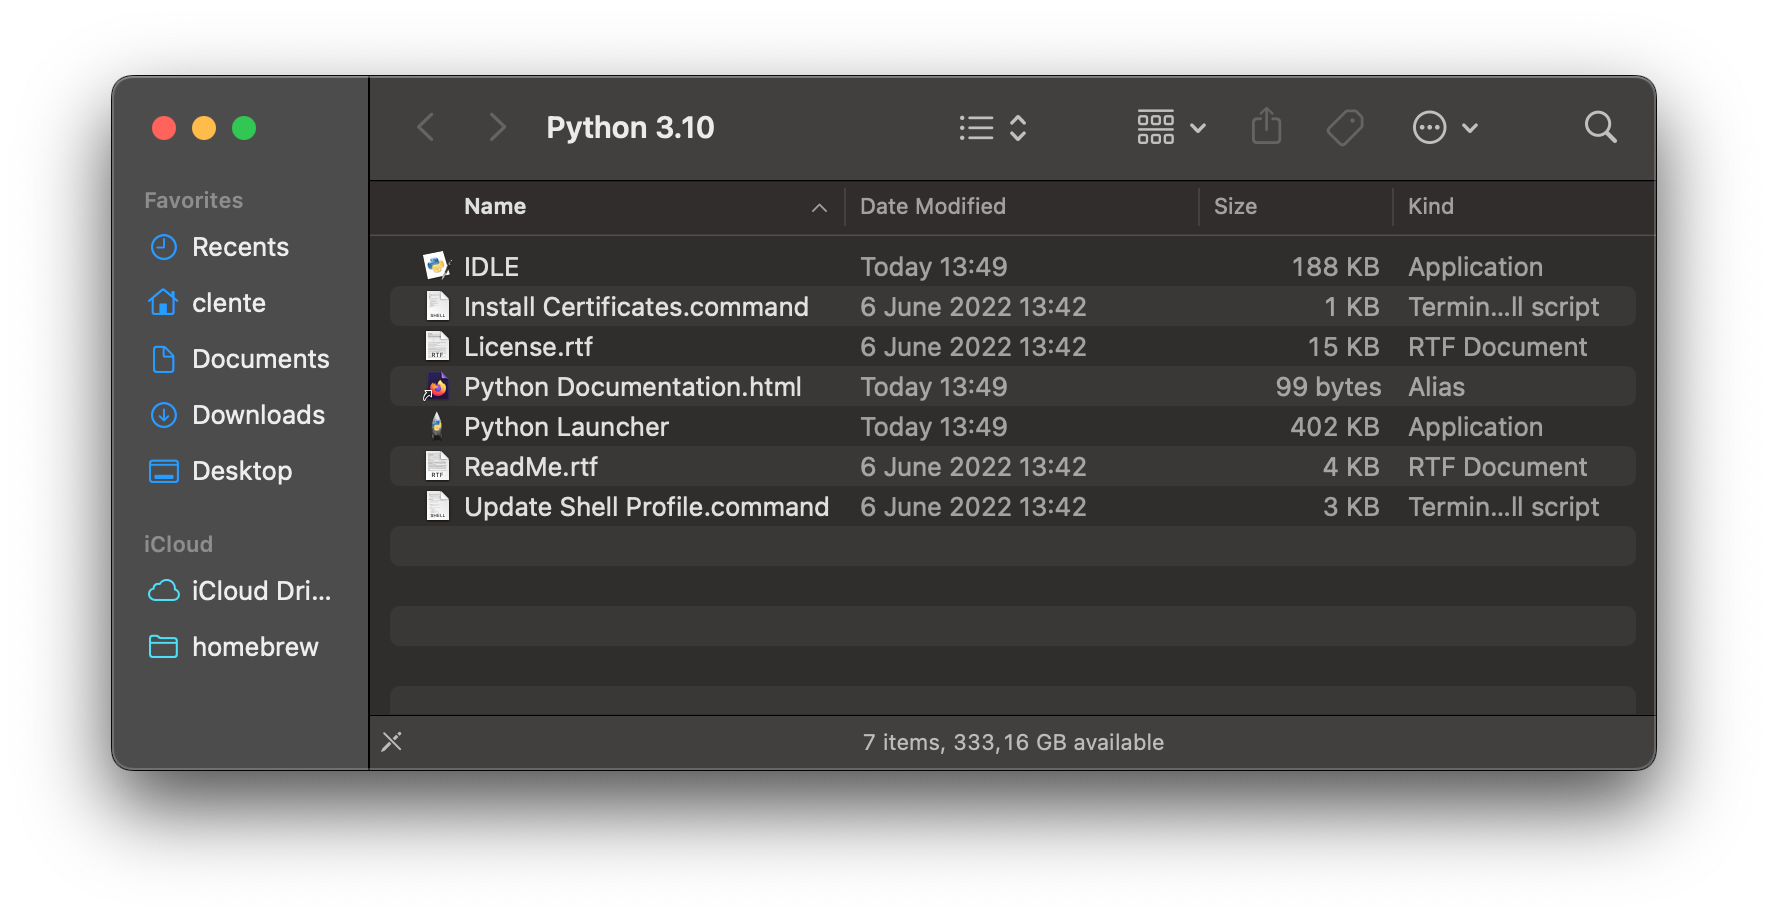 Python 3.10
Favorites
Recents
clente
Documents
Downloads
Desktop
iCloud
iCloud Dri...
homebrew
Name Date Modified Size Kind
IDLE Today 13:49 188 KB Application
Install Certificates.command 6 June 2022 13:42 1 KB Termin...ll script
License.rtf 6 June 2022 13:42 15 KB RTF Document
Python Documentation.html Today 13:49 99 bytes Alias
Python Launcher Today 13:49 402 KB Application
ReadMe.rtf 6 June 2022 13:42 4 KB RTF Document
Update Shell Profile.command 6 June 2022 13:42 3 KB Termin...ll script
7 items, 333,16 GB available